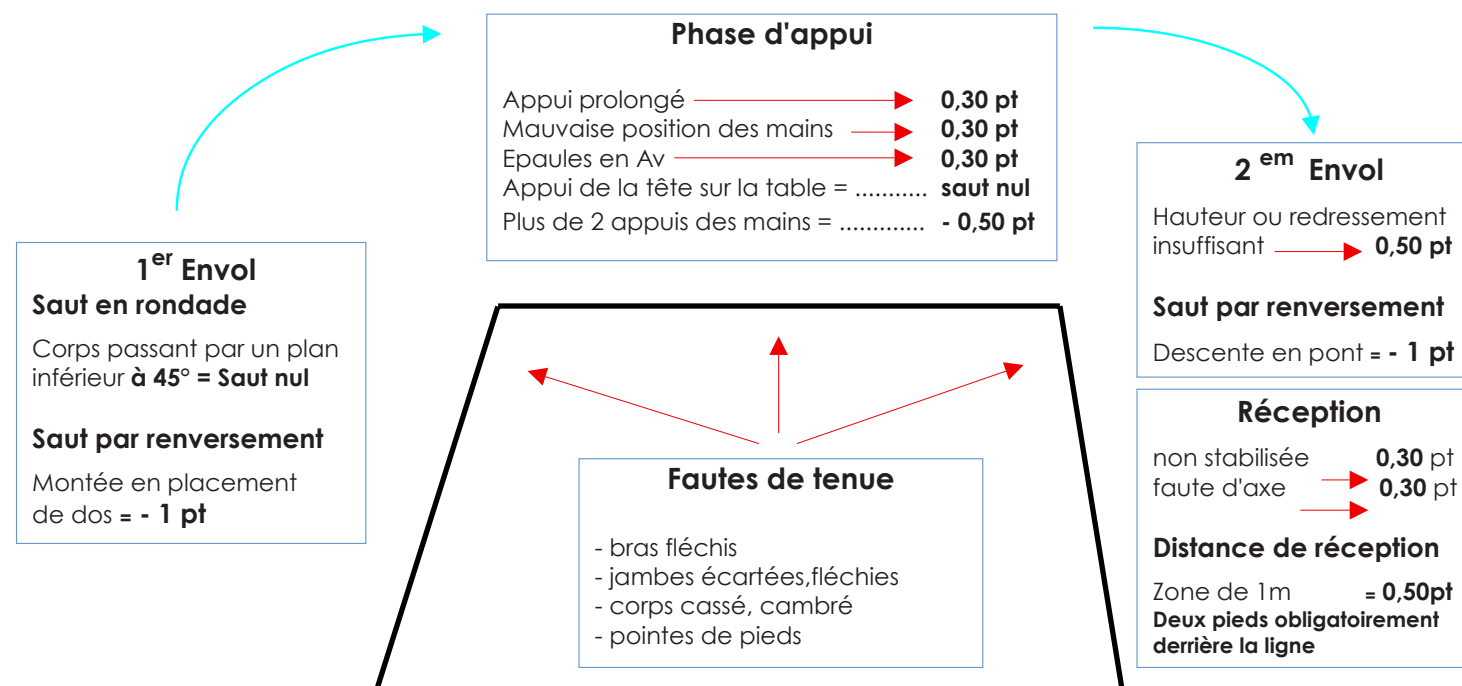 Phase d'appui
Appui prolongé 0,30 pt
Mauvaise position des mains 0,30 pt
Epaules en Av 0,30 pt
Appui de la tête sur la table = ........... saut nul
Plus de 2 appuis des mains = ............. - 0,50 pt
1er Envol
Saut en rondade
Corps passant par un plan
inférieur à 45° = Saut nul
Saut par renversement
Montée en placement
de dos = - 1 pt
2 em Envol
Hauteur ou redressement
insuffisant 0,50 pt
Saut par renversement
Descente en pont = - 1 pt
Réception
non stabilisée 0,30 pt
faute d'axe 0,30 pt
Distance de réception
Zone de 1m = 0,50pt
Deux pieds obligatoirement
derrière la ligne
Fautes de tenue
- bras fléchis
- jambes écartées,fléchies
- corps cassé, cambré
- pointes de pieds